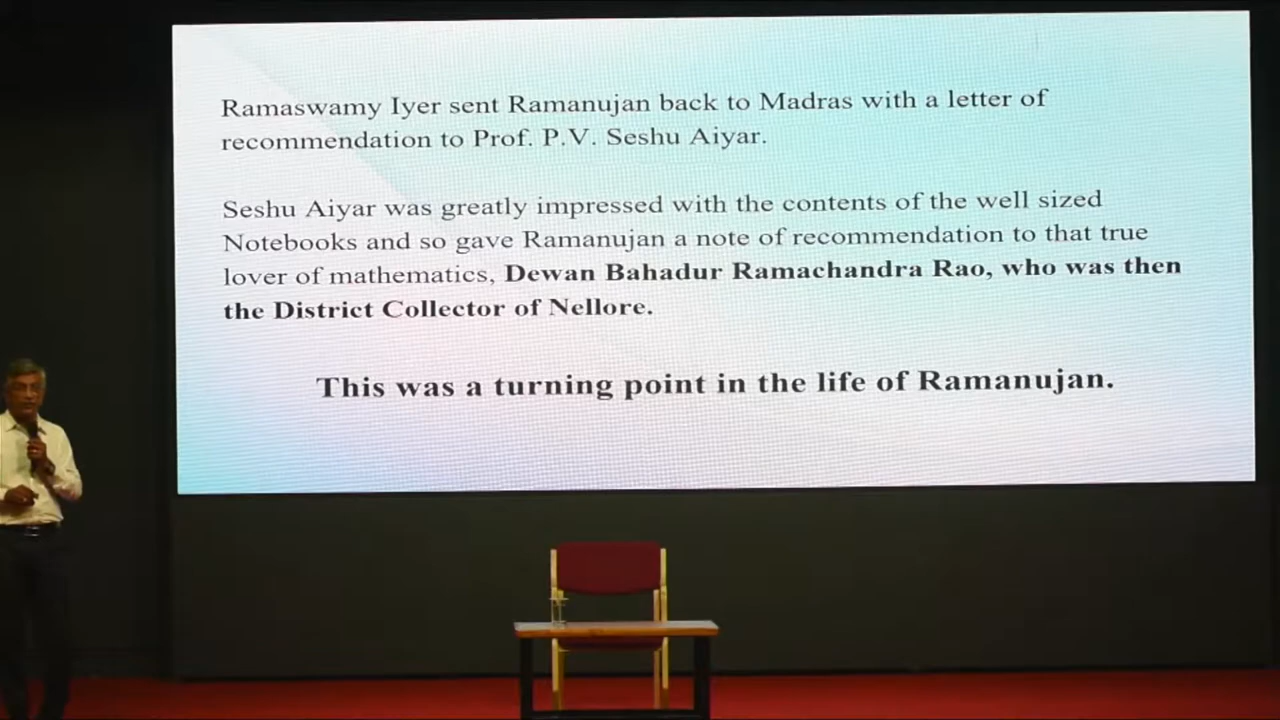 Ramaswamy Iyer sent Ramanujan back to Madras with a letter of
recommendation to Prof. P.V. Seshu Aiyar.
Seshu Aiyar was greatly impressed with the contents of the well sized
Notebooks and so gave Ramanujan a note of recommendation to that true
lover of mathematics, Dewan Bahadur Ramachandra Rao, who was then
the District Collector of Nellore.
This was a turning point in the life of Ramanujan.